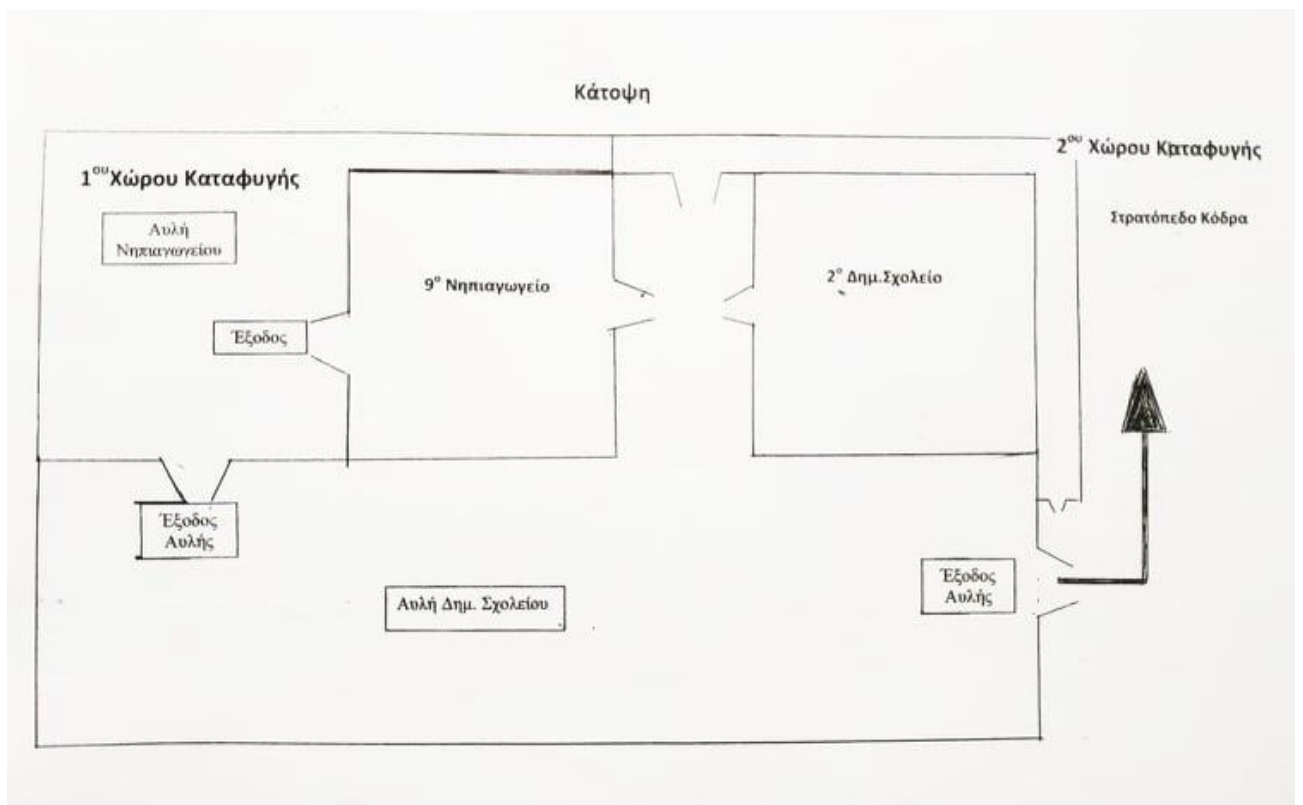 Κάτοψη
1ου Χώρου Καταφυγής
2ου Χώρου Καταφυγής
Αυλή
Νηπιαγωγείου
Στρατόπεδο Κόδρα
9ο Νηπιαγωγείο
2ο Δημ.Σχολείο
Έξοδος
Έξοδος
Αυλής
Έξοδος
Αυλής
Αυλή Δημ. Σχολείου